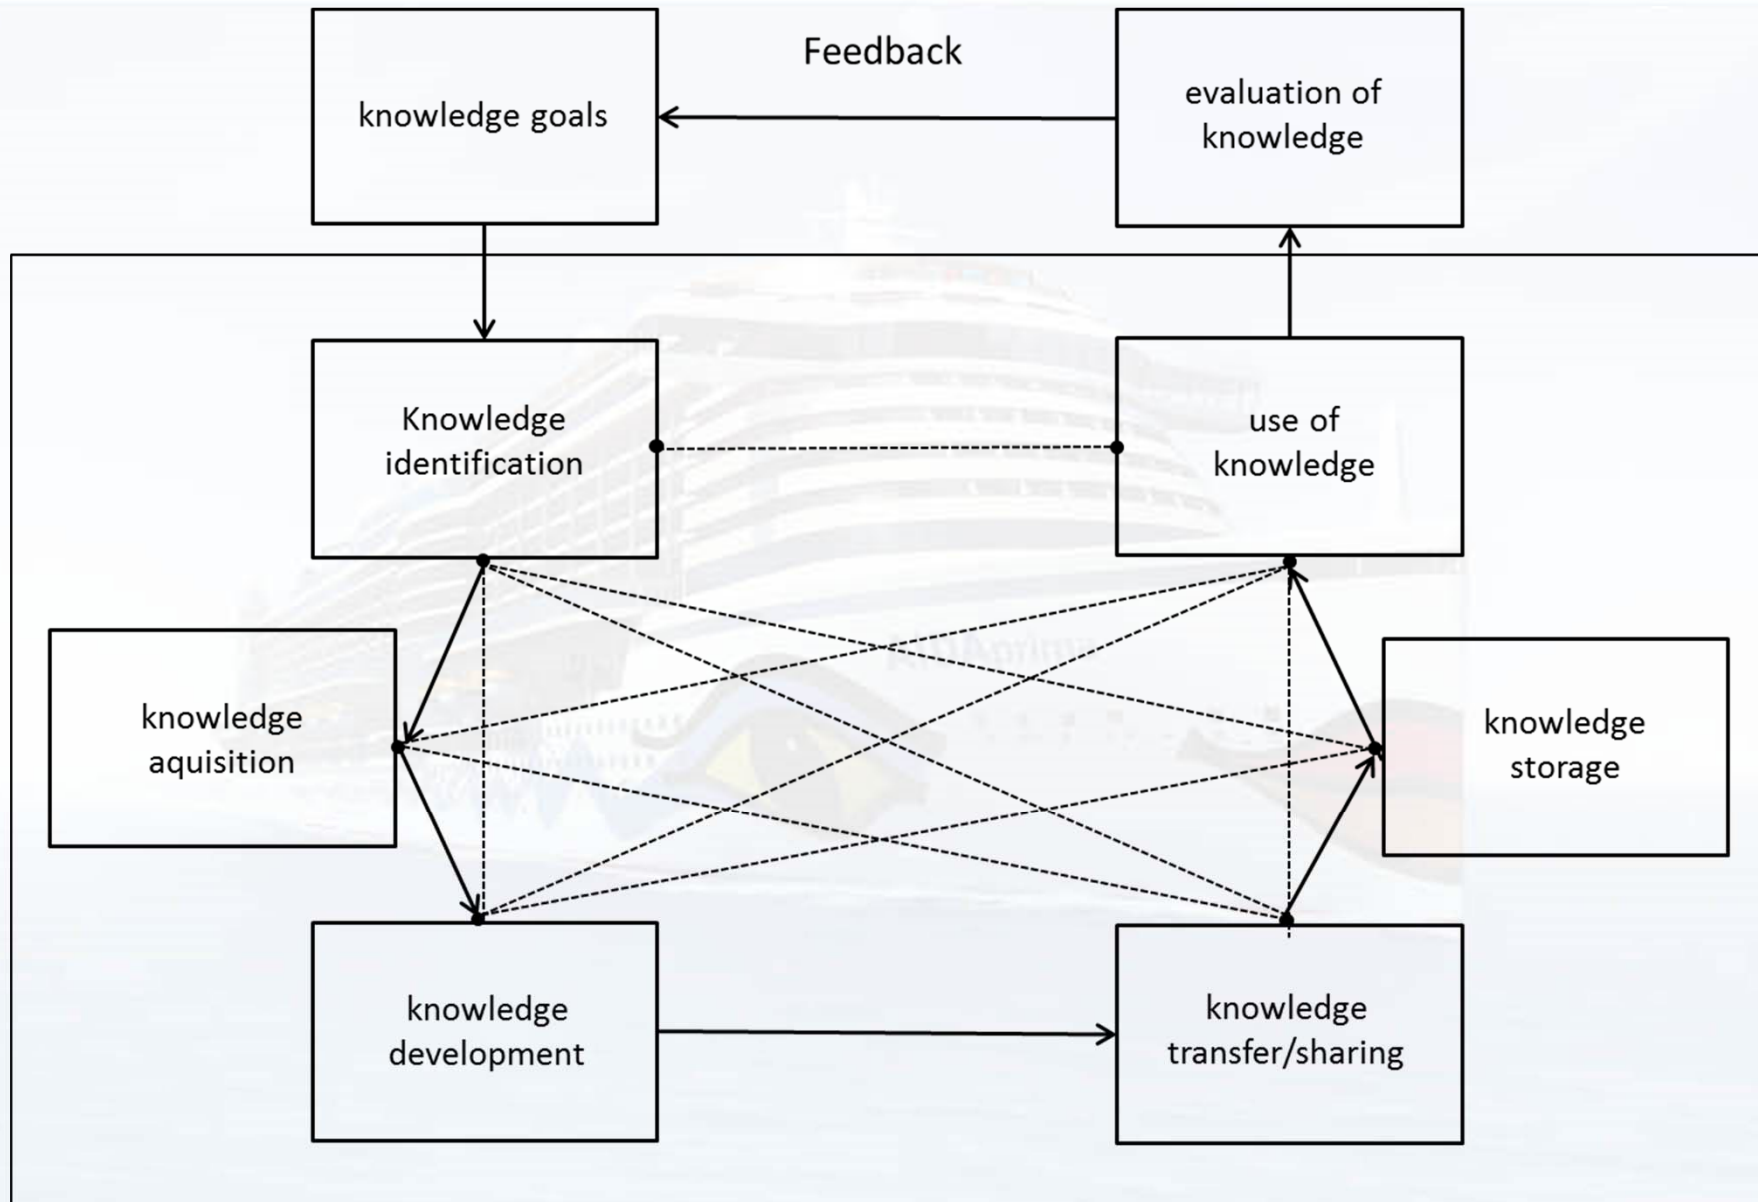 knowledge goals
Feedback
evaluation of
knowledge
Knowledge
identification
use of
knowledge
AIDAprima
knowledge
aquisition
knowledge
storage
knowledge
development
knowledge
transfer/sharing